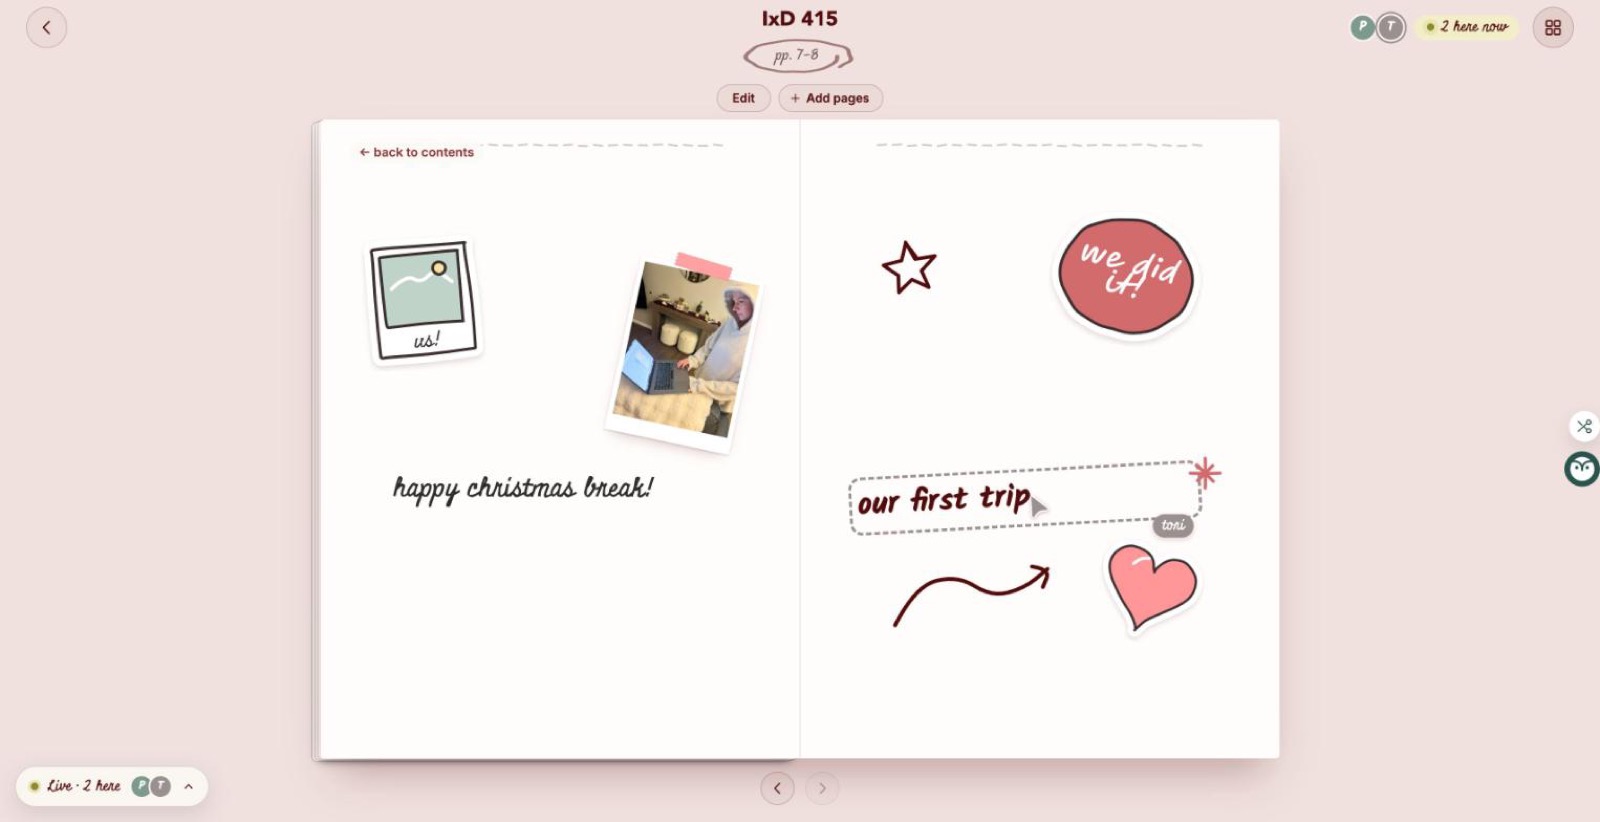 IxD 415
pp. 7-8
P T
2 here now
Edit
+ Add pages
← back to contents
us!
happy christmas break!
we did
it!
our first trip
toni
Live · 2 here P T